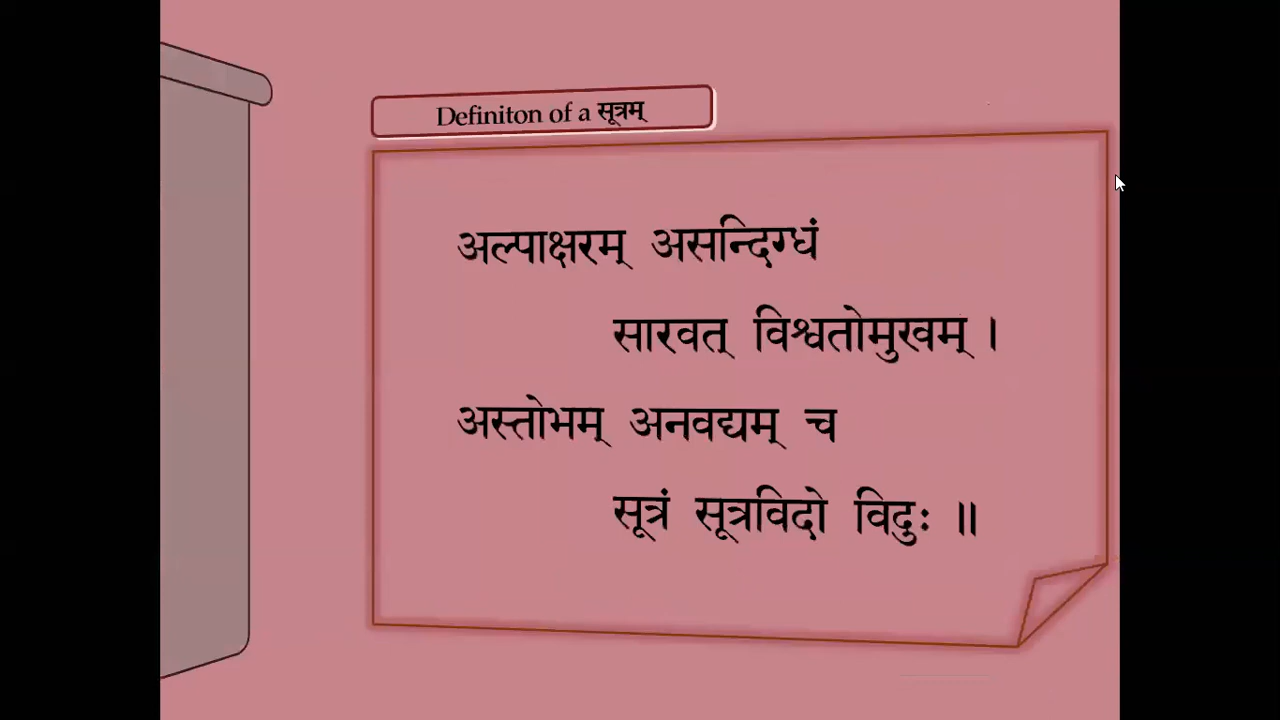 Definiton of a सूत्रम्
अल्पाक्षरम् असन्दिग्धं
सारवत् विश्वतोमुखम् ।
अस्तोभम् अनवद्यम् च
सूत्रं सूत्रविदो विदुः ॥